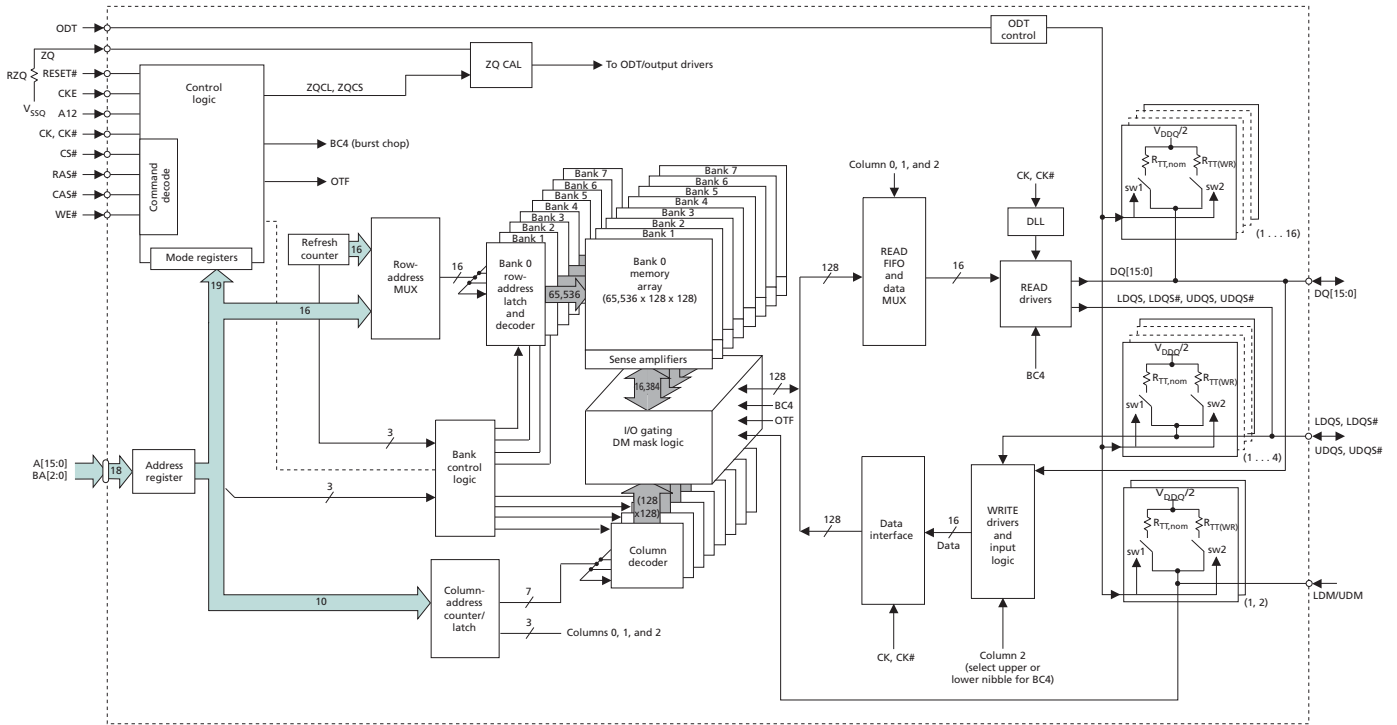 ODT
ODT
control
ZQ
RZQ
VSSQ
RESET#
CKE
A12
CK, CK#
CS#
RAS#
CAS#
WE#
Control
logic
Command
decode
Mode registers
ZQ CAL
To ODT/output drivers
ZQCL, ZQCS
BC4 (burst chop)
OTF
Refresh
counter
16
Row-
address
MUX
16
19
16
Bank 7
Bank 6
Bank 5
Bank 4
Bank 3
Bank 2
Bank 1
Bank 0
row-
address
latch
and
decoder
65,536
Bank 7
Bank 6
Bank 5
Bank 4
Bank 3
Bank 2
Bank 1
Bank 0
memory
array
(65,536 x 128 x 128)
Sense amplifiers
16,384
I/O gating
DM mask logic
128
BC4
OTF
(128
x128)
Column
decoder
3
3
Bank
control
logic
A[15:0]
BA[2:0]
18
Address
register
10
Column-
address
counter/
latch
7
3
Columns 0, 1, and 2
Column 0, 1, and 2
128
READ
FIFO
and
data
MUX
16
CK, CK#
DLL
READ
drivers
BC4
DQ[15:0]
LDQS, LDQS#, UDQS, UDQS#
128
Data
interface
CK, CK#
16
Data
WRITE
drivers
and
input
logic
Column 2
(select upper or
lower nibble for BC4)
VDDQ/2
RTT,nom
RTT(WR)
sw1
sw2
(1 . . . 16)
DQ[15:0]
VDDQ/2
RTT,nom
RTT(WR)
sw1
sw2
(1 . . . 4)
LDQS, LDQS#
UDQS, UDQS#
VDDQ/2
RTT,nom
RTT(WR)
sw1
sw2
(1, 2)
LDM/UDM